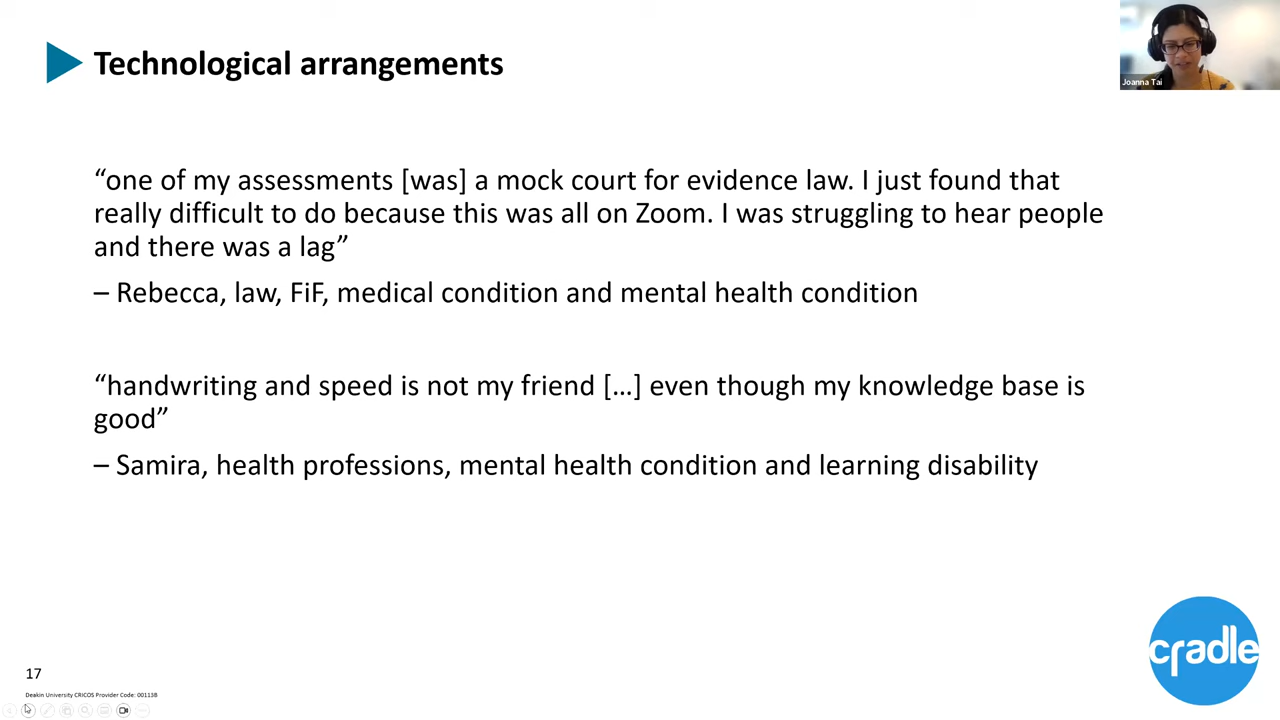 Technological arrangements
Joanna Tai
“one of my assessments [was] a mock court for evidence law. I just found that
really difficult to do because this was all on Zoom. I was struggling to hear people
and there was a lag”
– Rebecca, law, FiF, medical condition and mental health condition
“handwriting and speed is not my friend […] even though my knowledge base is
good”
– Samira, health professions, mental health condition and learning disability
cradle
17
Deakin University CRICOS Provider Code: 00113B